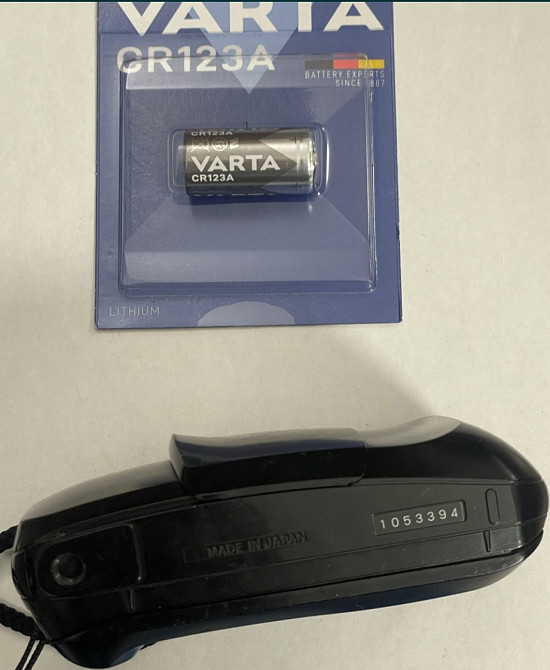 VARTA
CR123A
BATTERY EXPERTS
SINCE 1887
CR123A
VARTA
CR123A
LITHIUM
1053394
MADE IN JAPAN